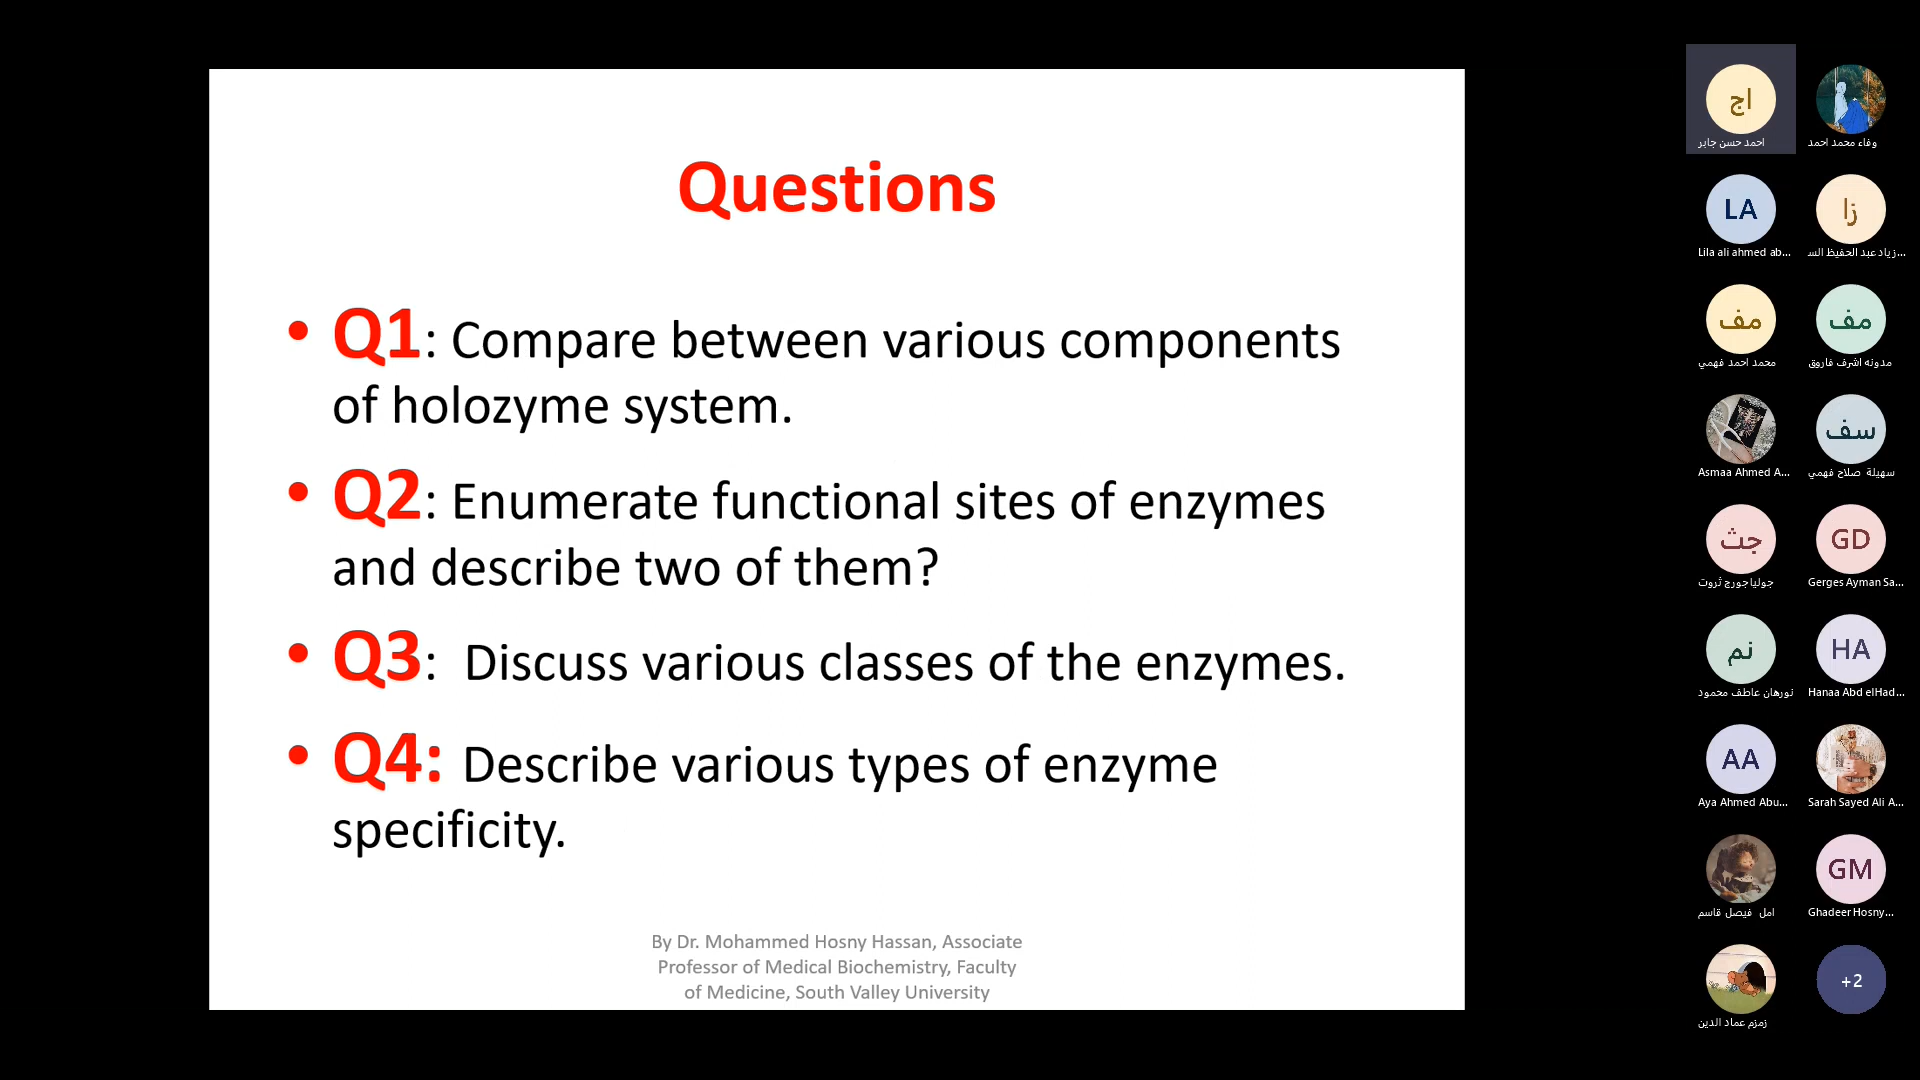 Questions
• Q1: Compare between various components
of holozyme system.
• Q2: Enumerate functional sites of enzymes
and describe two of them?
• Q3: Discuss various classes of the enzymes.
• Q4: Describe various types of enzyme
specificity.
By Dr. Mohammed Hosny Hassan, Associate
Professor of Medical Biochemistry, Faculty
of Medicine, South Valley University
اج
احمد حسن جابر
وفاء محمد احمد
LA
Lila ali ahmed ab...
زا
زياد عبد الحفيظ الس...
مف
محمد احمد فهمي
مف
مدونه اشرف فاروق
Asmaa Ahmed A...
سف
سهيلة صلاح فهمي
جث
جوليا جورج ثروت
GD
Gerges Ayman Sa...
نم
نورهان عاطف محمود
HA
Hanaa Abd elHad...
AA
Aya Ahmed Abu...
Sarah Sayed Ali A...
امل فيصل قاسم
GM
Ghadeer Hosny...
زمزم عماد الدين
+2